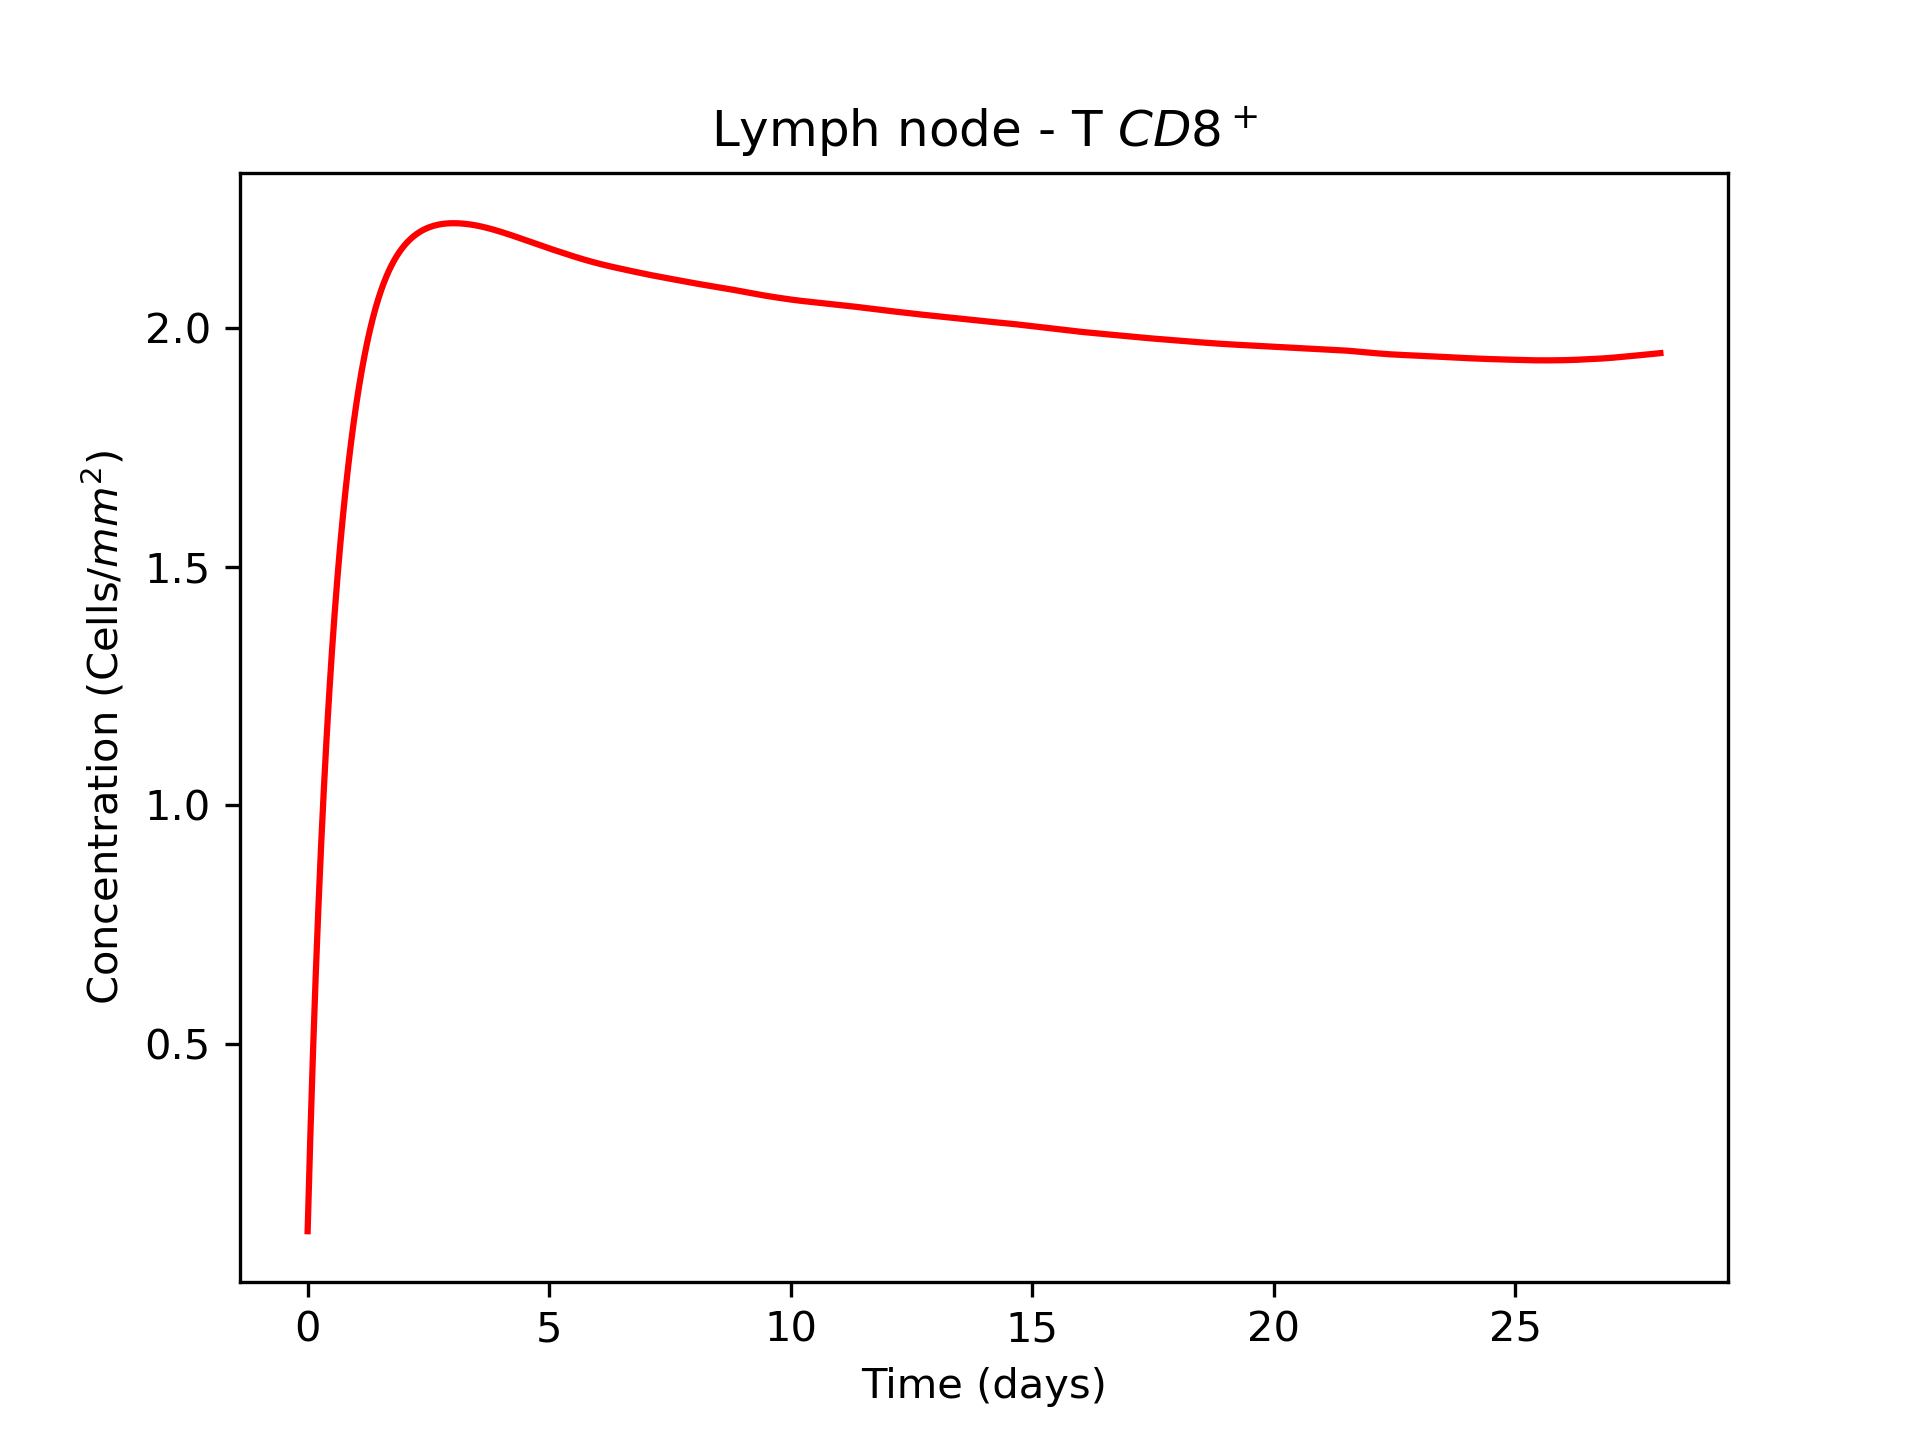 Lymph node - T CD8⁺
Concentration (Cells/mm²)
2.0
1.5
1.0
0.5
0 5 10 15 20 25
Time (days)